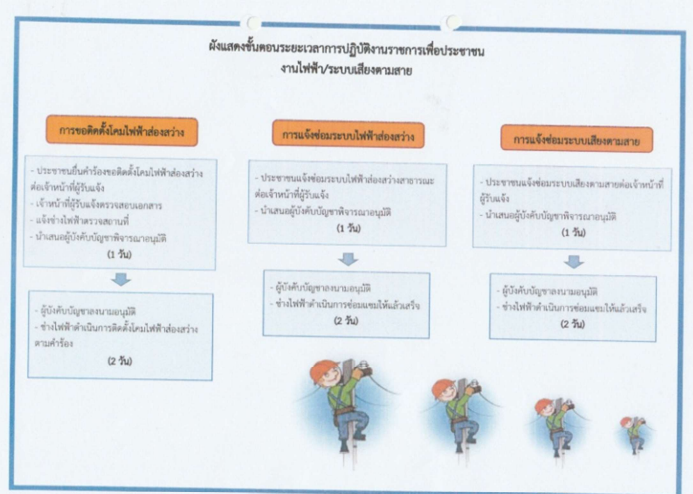 ผังแสดงขั้นตอนระยะเวลาการปฏิบัติงานราชการเพื่อประชาชน
งานไฟฟ้า/ระบบเสียงตามสาย
การขอติดตั้งโคมไฟฟ้าส่องสว่าง
- ประชาชนยื่นคำร้องขอติดตั้งโคมไฟฟ้าส่องสว่าง
ต่อเจ้าหน้าที่ผู้รับแจ้ง
- เจ้าหน้าที่ผู้รับแจ้งตรวจสอบเอกสาร
- แจ้งช่างไฟฟ้าตรวจสถานที่
- นำเสนอผู้บังคับบัญชาพิจารณาอนุมัติ
(1 วัน)
- ผู้บังคับบัญชาลงนามอนุมัติ
- ช่างไฟฟ้าดำเนินการติดตั้งโคมไฟฟ้าส่องสว่าง
ตามคำร้อง
(2 วัน)
การแจ้งซ่อมระบบไฟฟ้าส่องสว่าง
- ประชาชนแจ้งซ่อมระบบไฟฟ้าส่องสว่างสาธารณะ
ต่อเจ้าหน้าที่ผู้รับแจ้ง
- นำเสนอผู้บังคับบัญชาพิจารณาอนุมัติ
(1 วัน)
- ผู้บังคับบัญชาลงนามอนุมัติ
- ช่างไฟฟ้าดำเนินการซ่อมแซมให้แล้วเสร็จ
(2 วัน)
การแจ้งซ่อมระบบเสียงตามสาย
- ประชาชนแจ้งซ่อมระบบเสียงตามสายต่อเจ้าหน้าที่
ผู้รับแจ้ง
- นำเสนอผู้บังคับบัญชาพิจารณาอนุมัติ
(1 วัน)
- ผู้บังคับบัญชาลงนามอนุมัติ
- ช่างไฟฟ้าดำเนินการซ่อมแซมให้แล้วเสร็จ
(2 วัน)